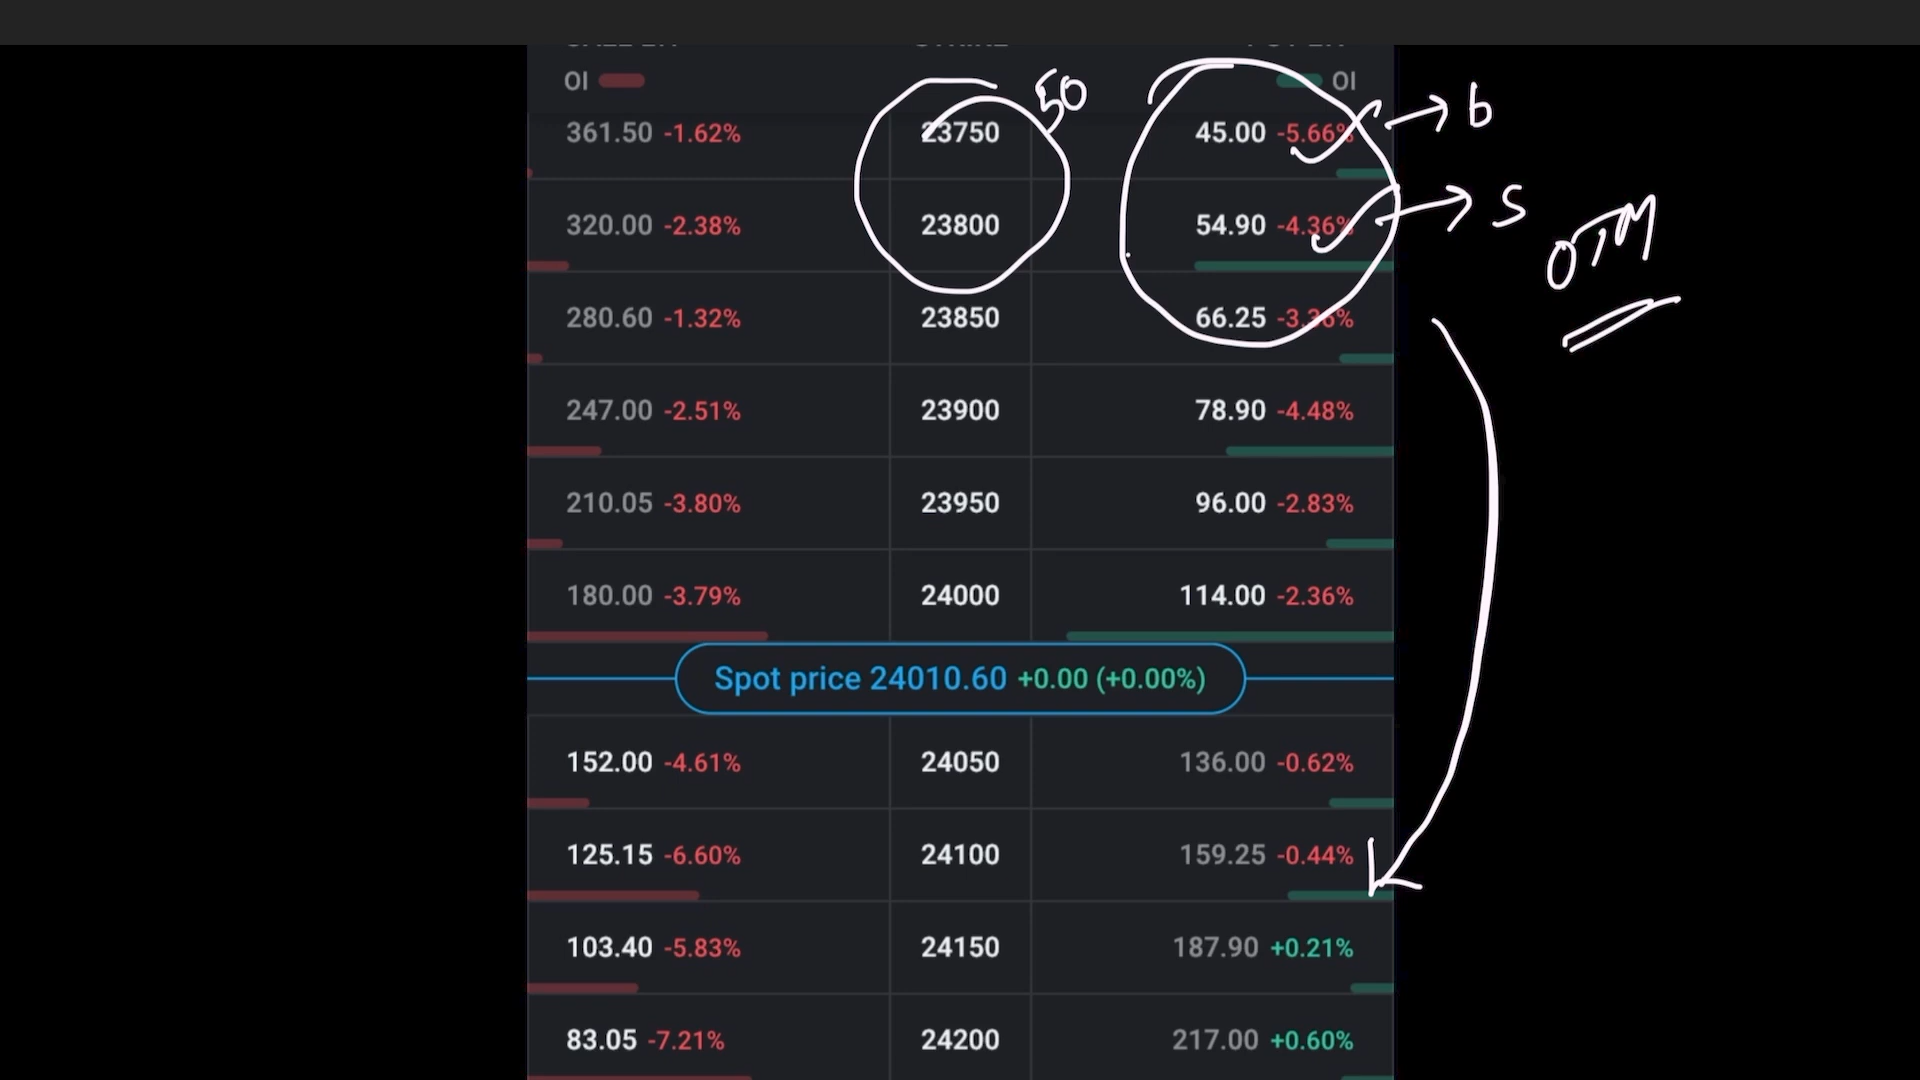 OI OI
50
361.50 -1.62% 23750 45.00 -5.66% → b
320.00 -2.38% 23800 54.90 -4.36% → S
OTM
280.60 -1.32% 23850 66.25 -3.36%
247.00 -2.51% 23900 78.90 -4.48%
210.05 -3.80% 23950 96.00 -2.83%
180.00 -3.79% 24000 114.00 -2.36%
Spot price 24010.60 +0.00 (+0.00%)
152.00 -4.61% 24050 136.00 -0.62%
125.15 -6.60% 24100 159.25 -0.44%
103.40 -5.83% 24150 187.90 +0.21%
83.05 -7.21% 24200 217.00 +0.60%